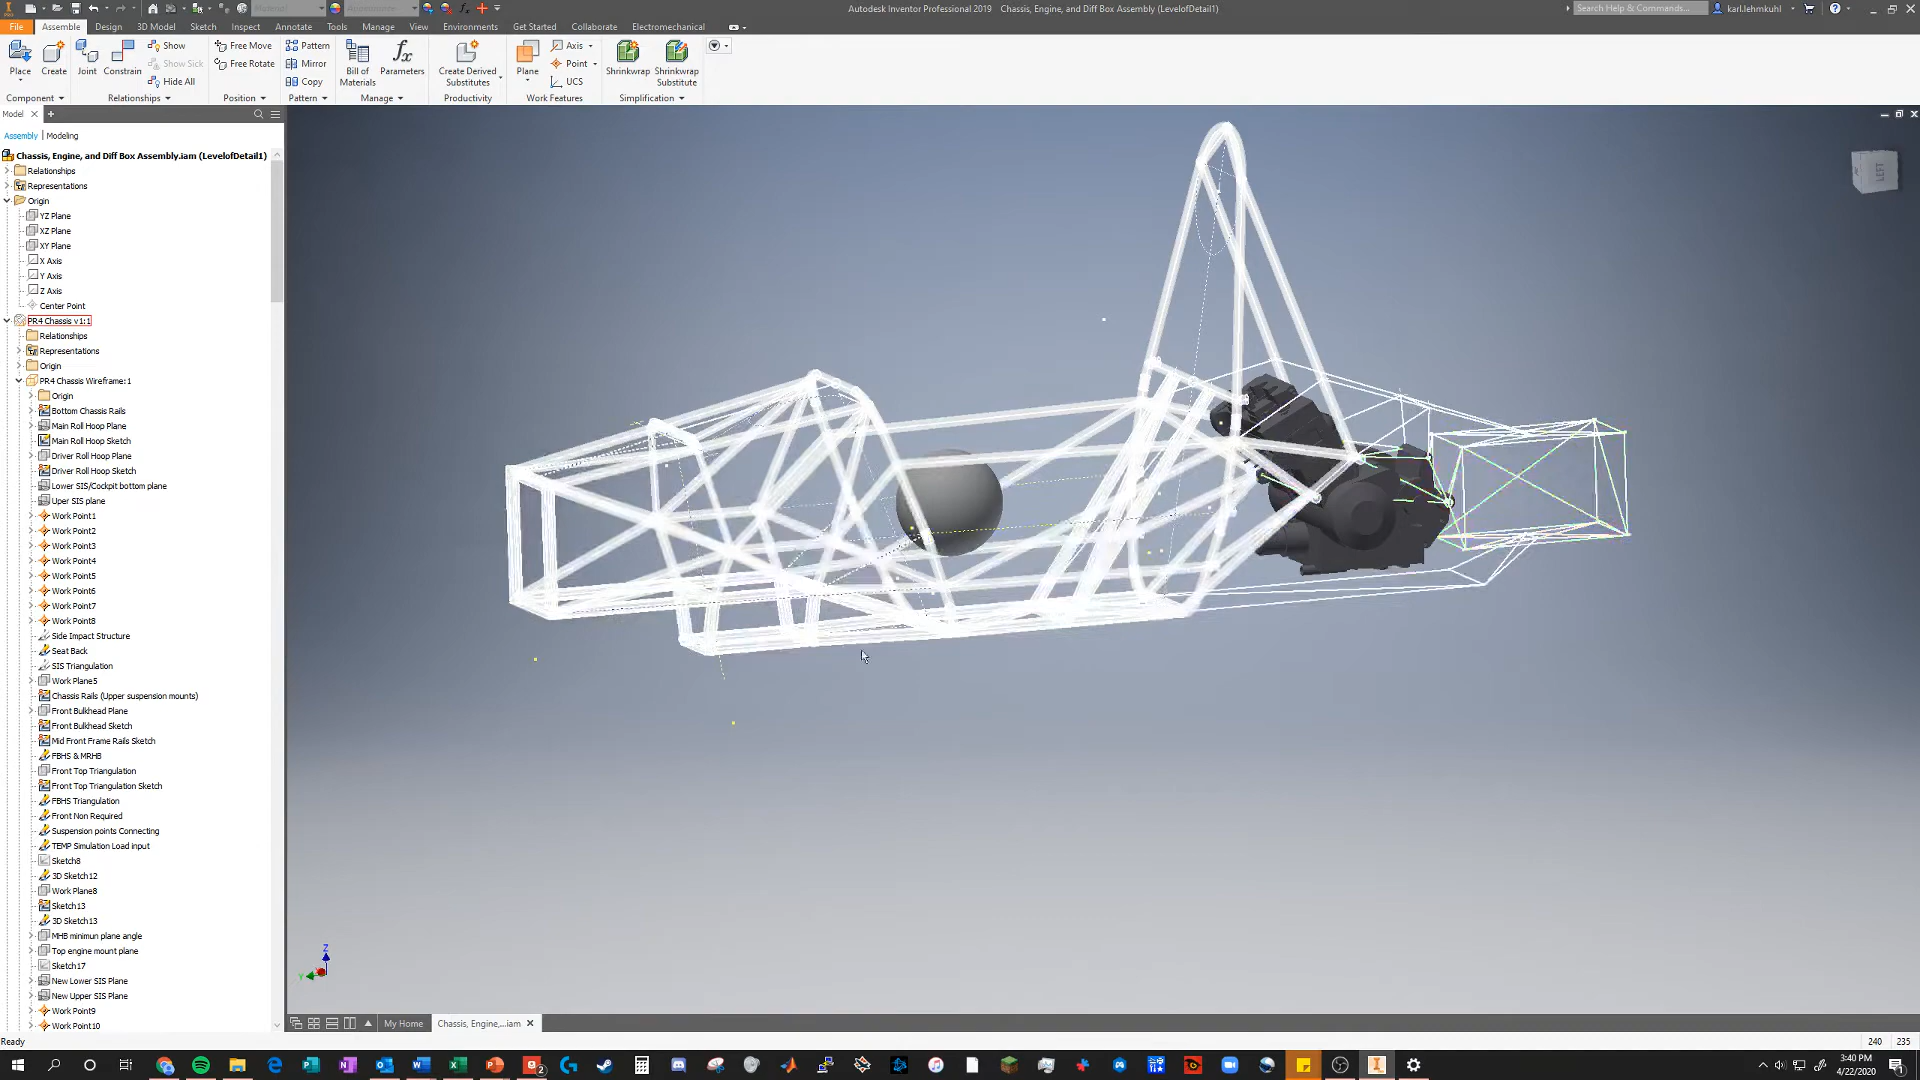 Autodesk Inventor Professional 2019   Chassis, Engine, and Diff Box Assembly (LevelofDetail1)
Search Help & Commands...
karl.lehmkuhl
File Assemble Design Sketch 3D Model Inspect Annotate Tools Manage View Environments Get Started Collaborate Electromechanical
Place
Create
Joint
Constrain
Show
Show Sick
Hide All
Free Move
Free Rotate
Pattern
Mirror
Copy
Bill of
Materials
Parameters
Create Derived
Substitutes
Plane
Axis
Point
UCS
Shrinkwrap
Shrinkwrap
Substitute
Component Relationships Position Pattern Manage Productivity Work Features Simplification
Model
Assembly | Modeling
Chassis, Engine, and Diff Box Assembly.iam (LevelofDetail1)
Relationships
Representations
Origin
YZ Plane
XZ Plane
XY Plane
X Axis
Y Axis
Z Axis
Center Point
PR4 Chassis v1:1
Relationships
Representations
Origin
PR4 Chassis Wireframe:1
Origin
Bottom Chassis Rails
Main Roll Hoop Plane
Main Roll Hoop Sketch
Driver Roll Hoop Plane
Driver Roll Hoop Sketch
Lower SIS/Cockpit bottom plane
Uper SIS plane
Work Point1
Work Point2
Work Point3
Work Point4
Work Point5
Work Point6
Work Point7
Work Point8
Side Impact Structure
Seat Back
SIS Triangulation
Work Plane5
Chassis Rails (Upper suspension mounts)
Front Bulkhead Plane
Front Bulkhead Sketch
Mid Front Frame Rails Sketch
FBHS & MRHB
Front Top Triangulation
Front Top Triangulation Sketch
FBHS Triangulation
Front Non Required
Suspension points Connecting
TEMP Simulation Load input
Sketch8
3D Sketch12
Work Plane8
Sketch13
3D Sketch13
MHB minimun plane angle
Top engine mount plane
Sketch17
New Lower SIS Plane
New Upper SIS Plane
Work Point9
Work Point10
LEFT
Z
Y
My Home
Chassis, Engine,...iam
Ready
240 235
3:40 PM
4/22/2020